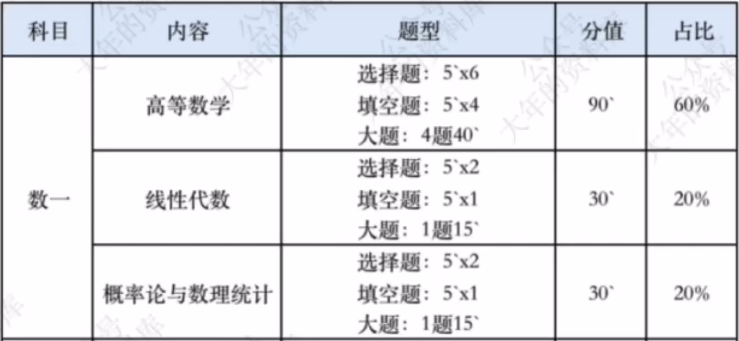 科目 内容 题型 分值 占比
数一
高等数学
选择题：5`x6
填空题：5`x4
大题：4题40`
90` 60%
线性代数
选择题：5`x2
填空题：5`x1
大题：1题15`
30` 20%
概率论与数理统计
选择题：5`x2
填空题：5`x1
大题：1题15`
30` 20%
公众号
大年的资料库